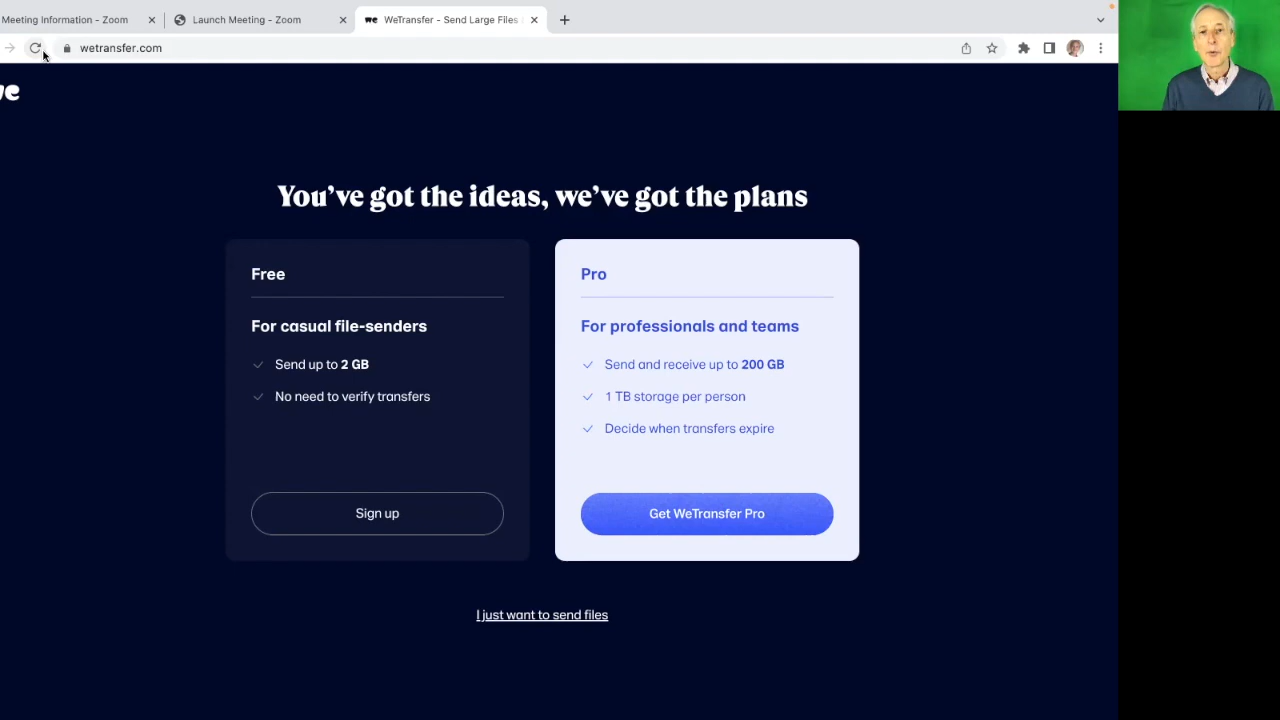 Meeting Information - Zoom
Launch Meeting - Zoom
we WeTransfer - Send Large Files
wetransfer.com
we
You've got the ideas, we've got the plans
Free
For casual file-senders
Send up to 2 GB
No need to verify transfers
Sign up
Pro
For professionals and teams
Send and receive up to 200 GB
1 TB storage per person
Decide when transfers expire
Get WeTransfer Pro
I just want to send files